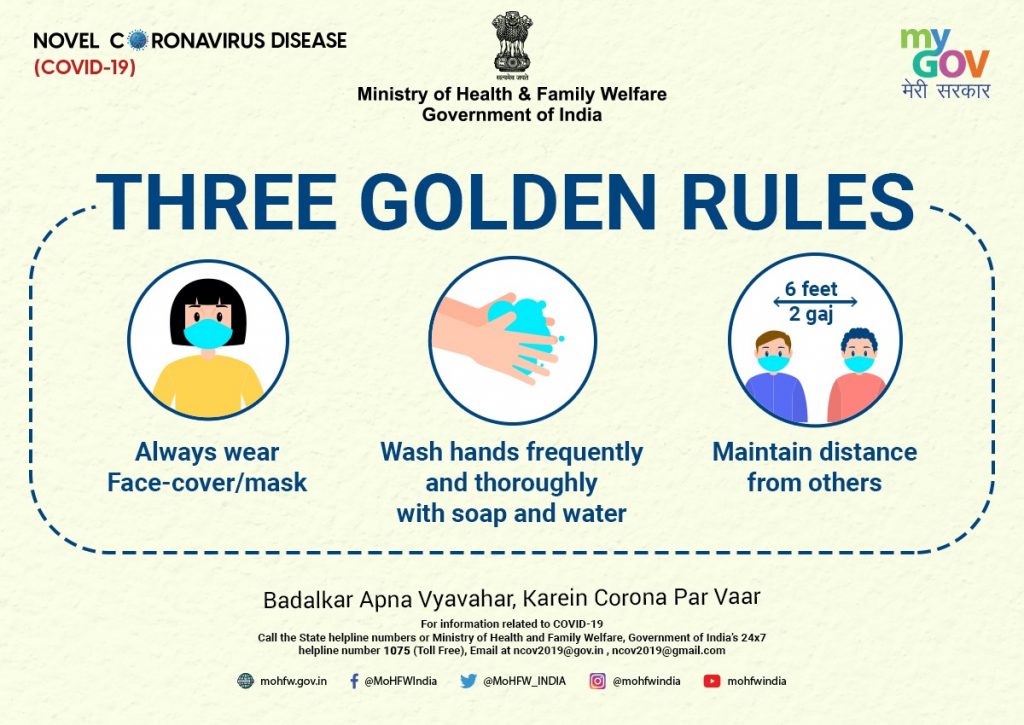 NOVEL CORONAVIRUS DISEASE
(COVID-19)
सत्यमेव जयते
Ministry of Health & Family Welfare
Government of India
my
GOV
मेरी सरकार
THREE GOLDEN RULES
Always wear
Face-cover/mask
Wash hands frequently
and thoroughly
with soap and water
6 feet
2 gaj
Maintain distance
from others
Badalkar Apna Vyavahar, Karein Corona Par Vaar
For information related to COVID-19
Call the State helpline numbers or Ministry of Health and Family Welfare, Government of India's 24x7
helpline number 1075 (Toll Free), Email at ncov2019@gov.in , ncov2019@gmail.com
mohfw.gov.in @MoHFWIndia @MoHFW_INDIA @mohfwindia mohfwindia